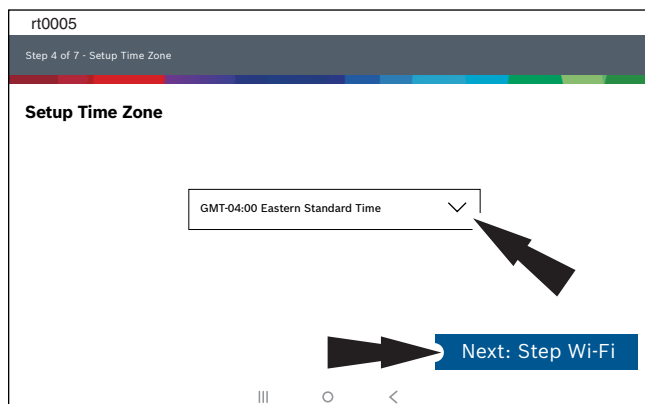 rt0005
Step 4 of 7 - Setup Time Zone
Setup Time Zone
GMT-04:00 Eastern Standard Time
Next: Step Wi-Fi